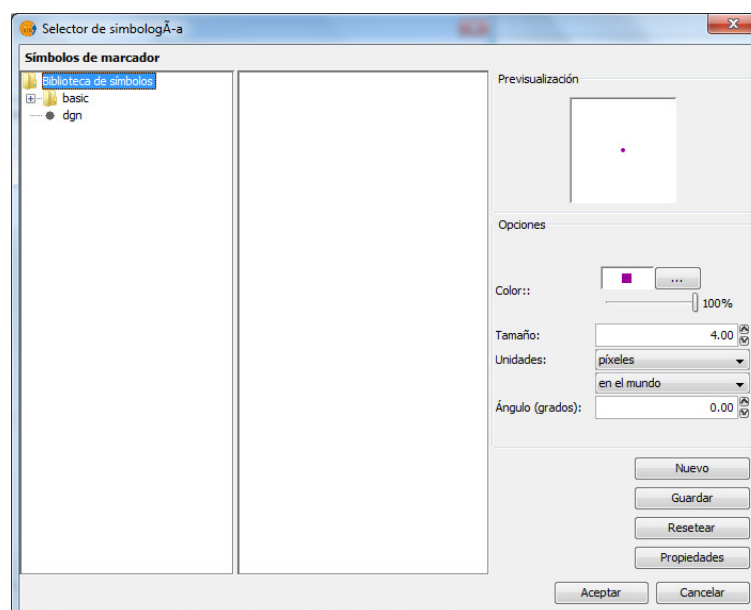 Selector de simbologÃ-a
Símbolos de marcador
Biblioteca de símbolos
basic
dgn
Previsualización
Opciones
Color::
...
100%
Tamaño:
4.00
Unidades:
píxeles
en el mundo
Ángulo (grados):
0.00
Nuevo
Guardar
Resetear
Propiedades
Aceptar
Cancelar